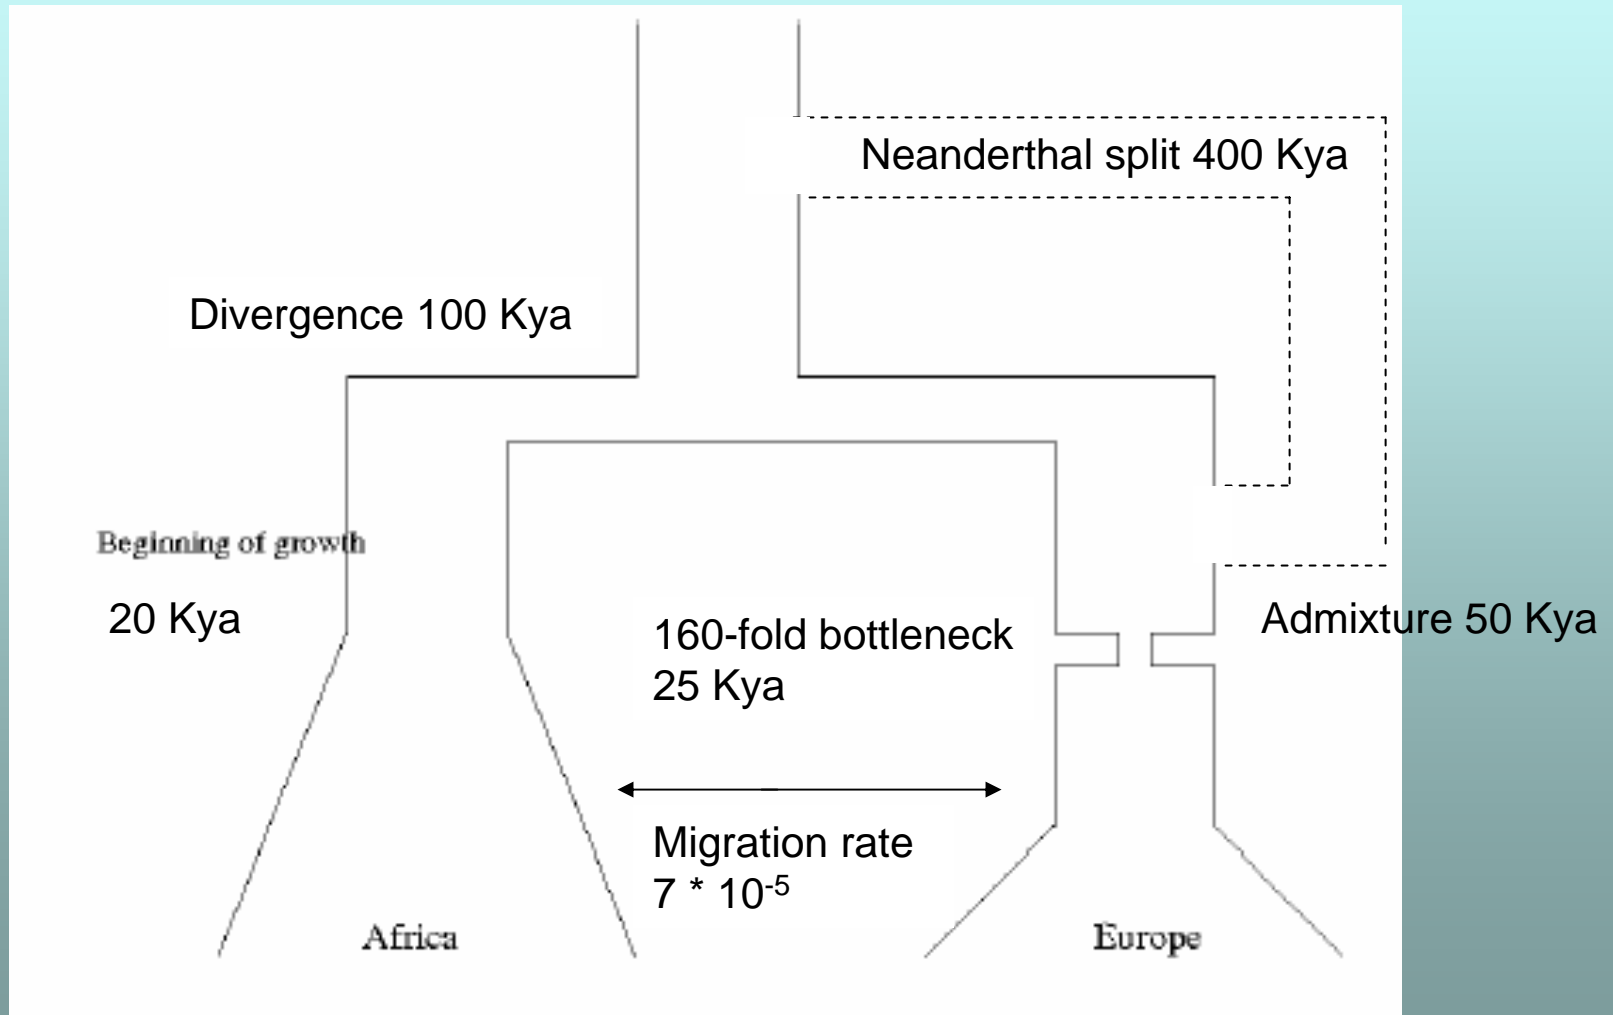 Neanderthal split 400 Kya
Divergence 100 Kya
Beginning of growth
20 Kya
160-fold bottleneck
25 Kya
Admixture 50 Kya
Migration rate
7 * 10⁻⁵
Africa
Europe